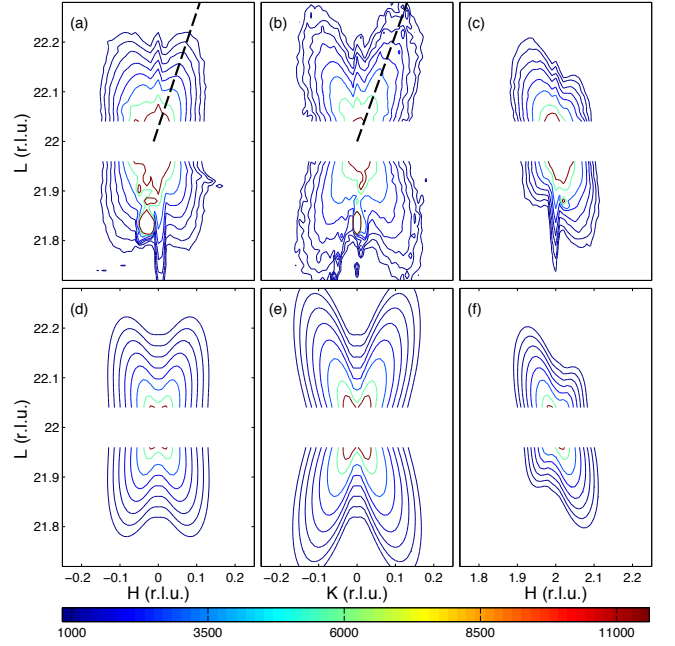 (a) (b) (c)
22.2
22.1
22
21.9
21.8
L (r.l.u.)
(d) (e) (f)
22.2
22.1
22
21.9
21.8
L (r.l.u.)
−0.2 −0.1 0 0.1 0.2 −0.2 −0.1 0 0.1 0.2 1.8 1.9 2 2.1 2.2
H (r.l.u.) K (r.l.u.) H (r.l.u.)
1000 3500 6000 8500 11000